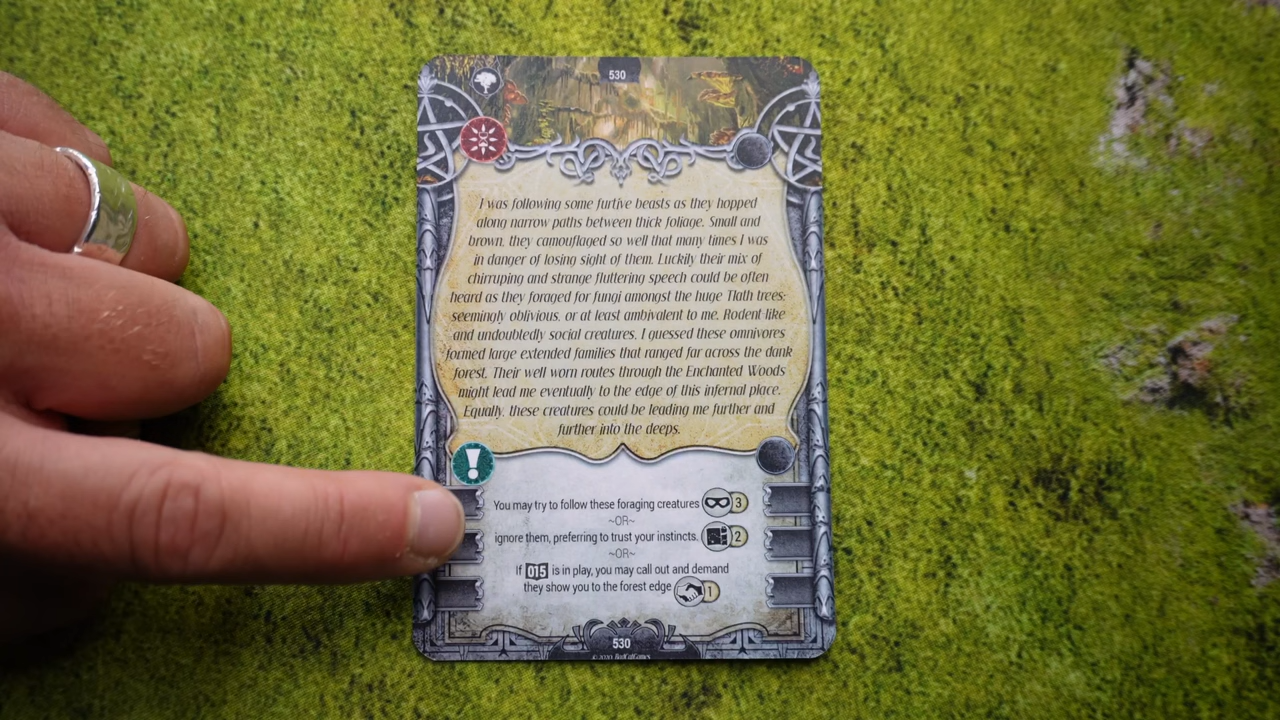 530
I was following some furtive beasts as they hopped
along narrow paths between thick foliage. Small and
brown, they camouflaged so well that many times I was
in danger of losing sight of them. Luckily their mix of
chirruping and strange fluttering speech could be often
heard as they foraged for fungi amongst the huge Tlath trees;
seemingly oblivious, or at least ambivalent to me. Rodent-like
and undoubtedly social creatures, I guessed these omnivores
formed large extended families that ranged far across the dank
forest. Their well worn routes through the Enchanted Woods
might lead me eventually to the edge of this infernal place.
Equally, these creatures could be leading me further and
further into the deeps.
!
You may try to follow these foraging creatures 3
~OR~
ignore them, preferring to trust your instincts. 2
~OR~
If 015 is in play, you may call out and demand
they show you to the forest edge 1
530
© 2020 BadCatGames